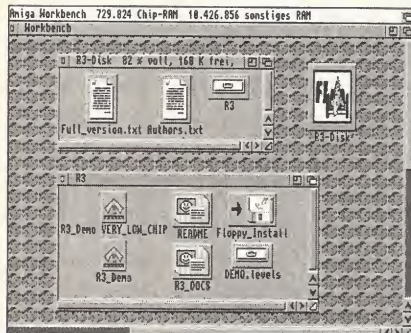 Amiga Workbench 729.824 Chip-RAM 10.426.856 sonstiges RAM
Workbench
R3-Disk 82 % voll, 168 K frei,
Full_version.txt Authors.txt
R3
R3-Disk
R3
R3_Demo VERY_LOW_CHIP README Floppy_Install
R3_Demo R3_DOCS DEMO.levels